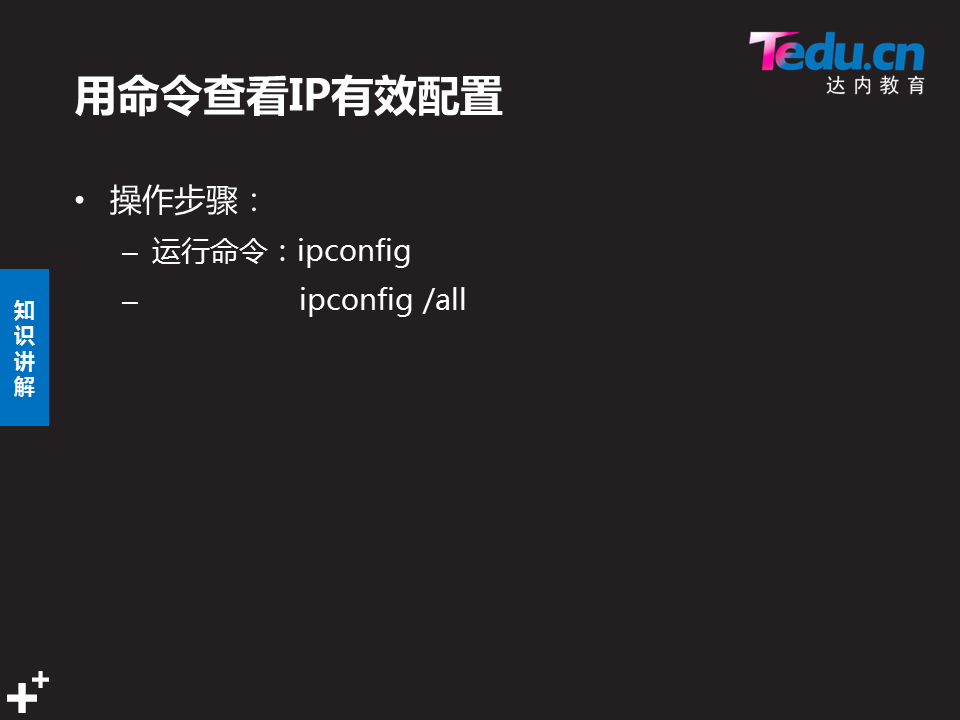 Tedu.cn
达内教育
用命令查看IP有效配置
• 操作步骤：
– 运行命令：ipconfig
– ipconfig /all
知识讲解